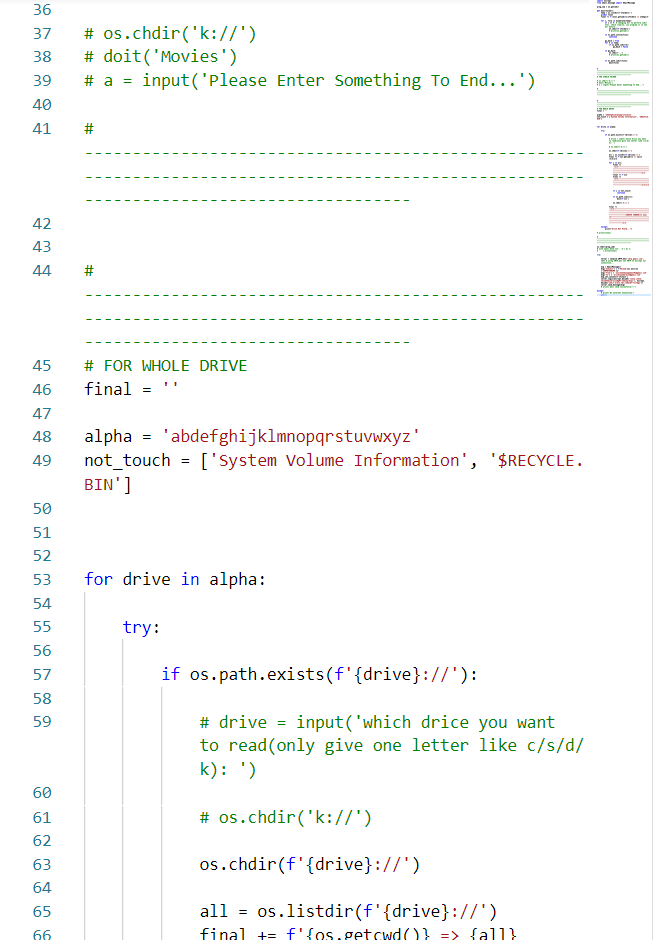 36
37 # os.chdir('k://')
38 # doit('Movies')
39 # a = input('Please Enter Something To End...')
40
41 #
----------------------------------------------------
----------------------------------------------------
----------------------------------
42
43
44 #
----------------------------------------------------
----------------------------------------------------
----------------------------------
45 # FOR WHOLE DRIVE
46 final = ''
47
48 alpha = 'abdefghijklmnopqrstuvwxyz'
49 not_touch = ['System Volume Information', '$RECYCLE.
BIN']
50
51
52
53 for drive in alpha:
54
55 try:
56
57 if os.path.exists(f'{drive}://'):
58
59 # drive = input('which drice you want
to read(only give one letter like c/s/d/
k): ')
60
61 # os.chdir('k://')
62
63 os.chdir(f'{drive}://')
64
65 all = os.listdir(f'{drive}://')
66 final += f'{os.getcwd()} => {all}